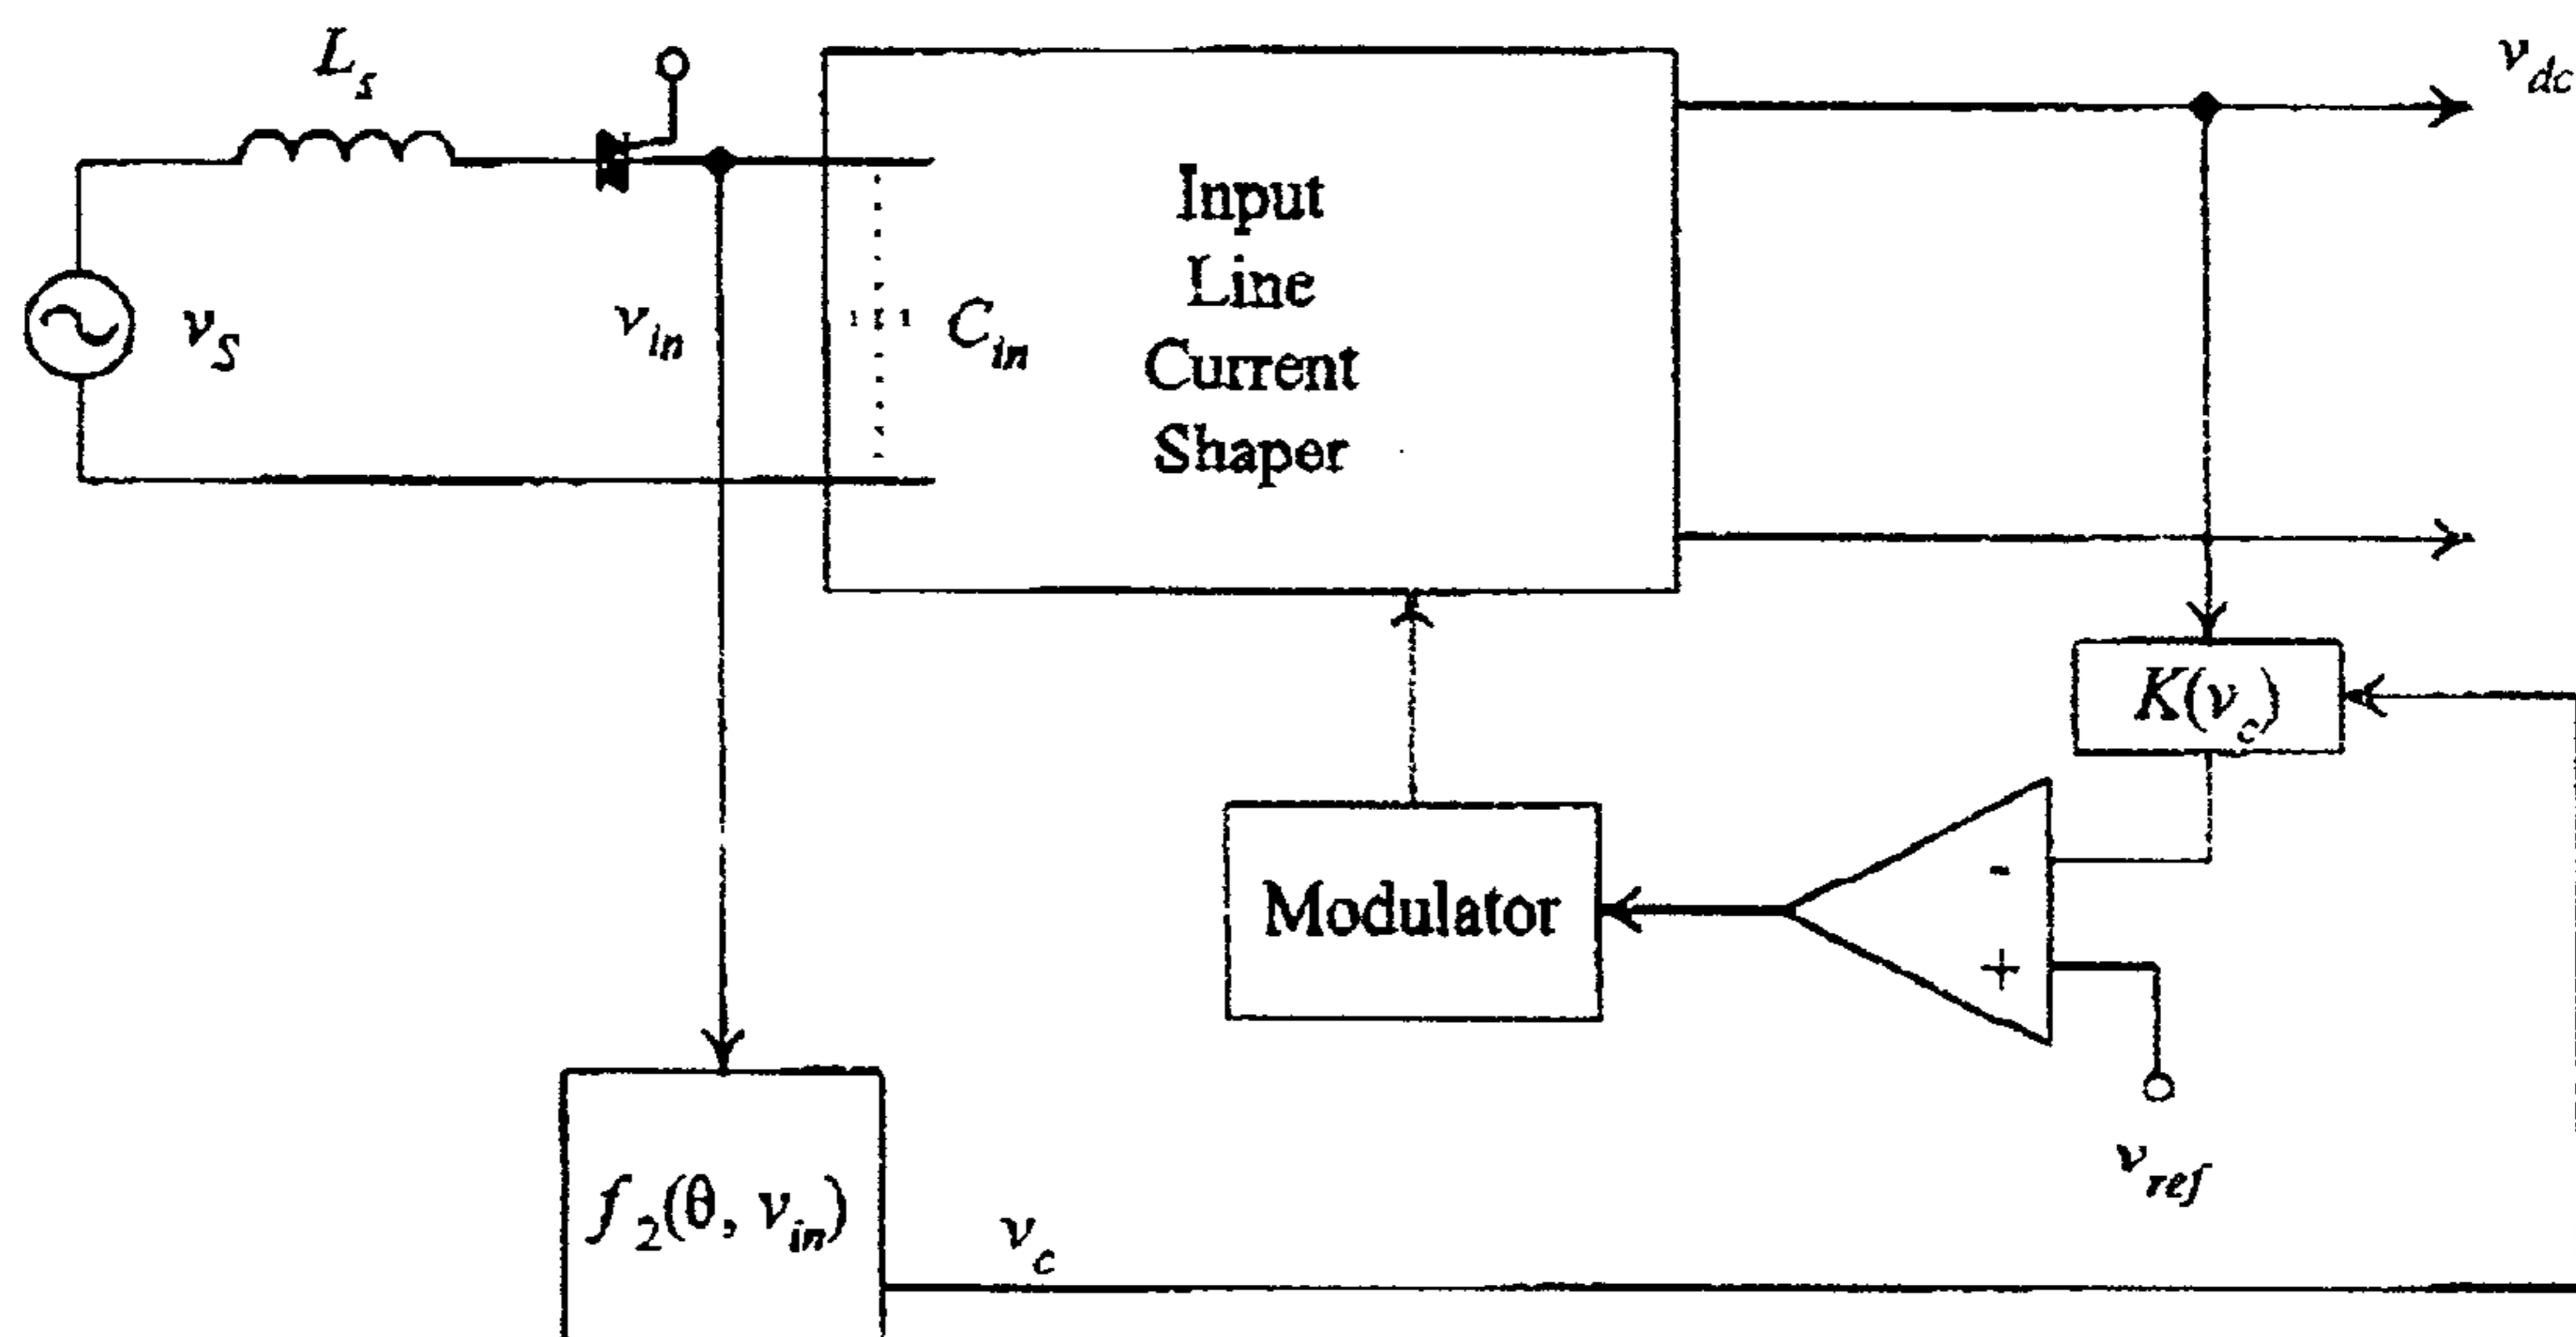 L_s
v_dc
v_S
v_in
C_in
Input
Line
Current
Shaper
K(v_c)
-
Modulator
+
v_ref
f_2(θ, v_in)
v_c